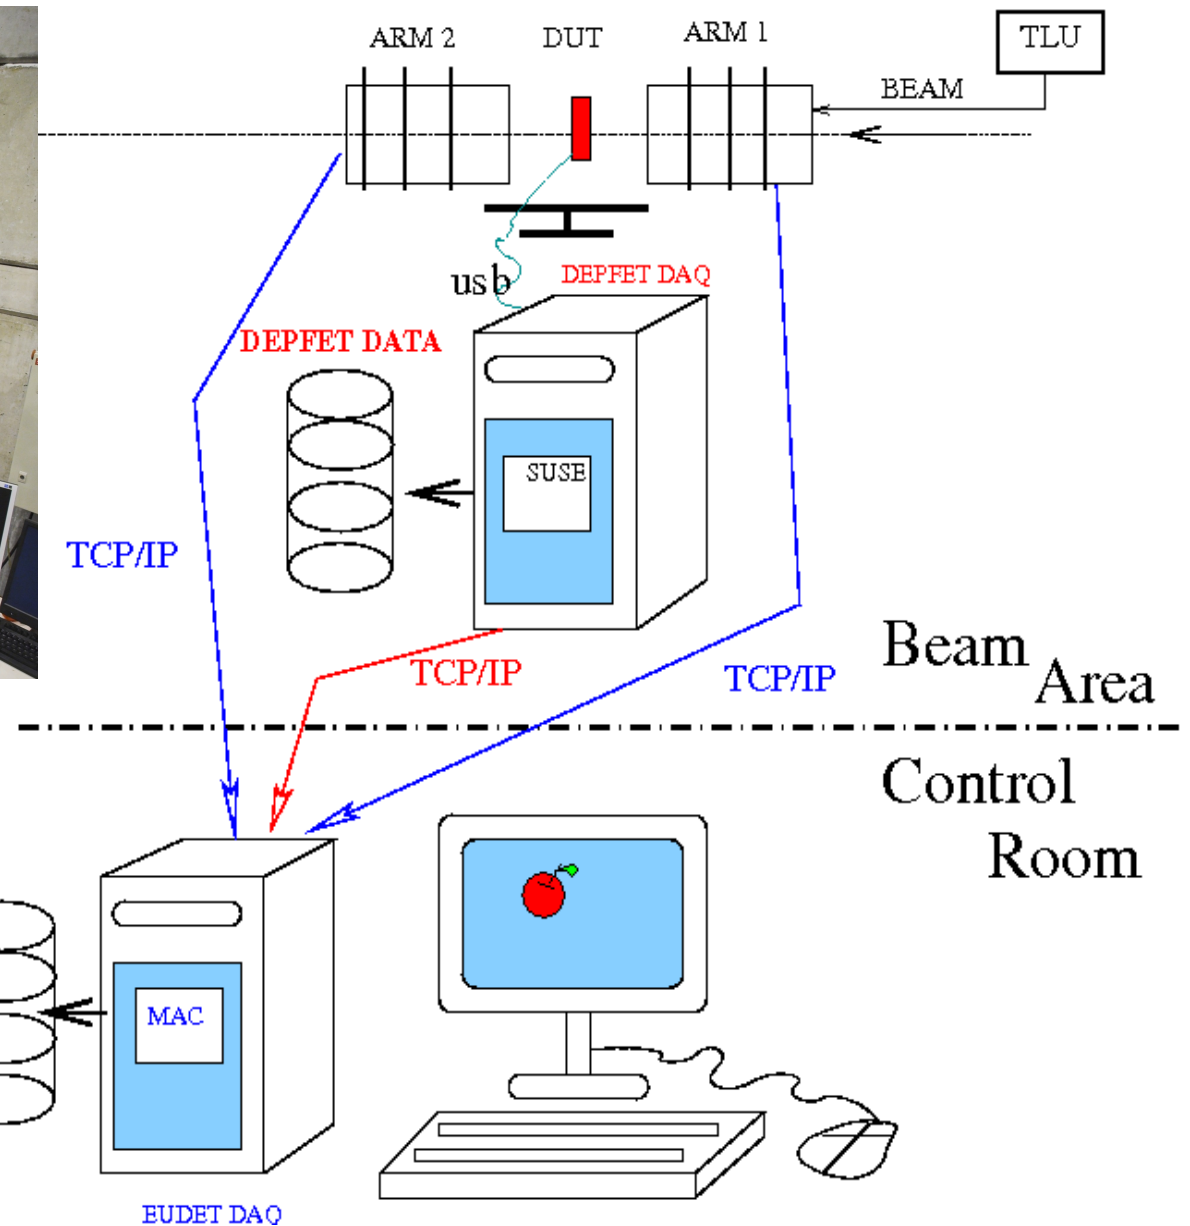 ARM 2
DUT
ARM 1
TLU
BEAM
usb
DEPFET DAQ
DEPFET DATA
SUSE
TCP/IP
TCP/IP
TCP/IP
Beam
Area
Control
Room
MAC
EUDET DAQ